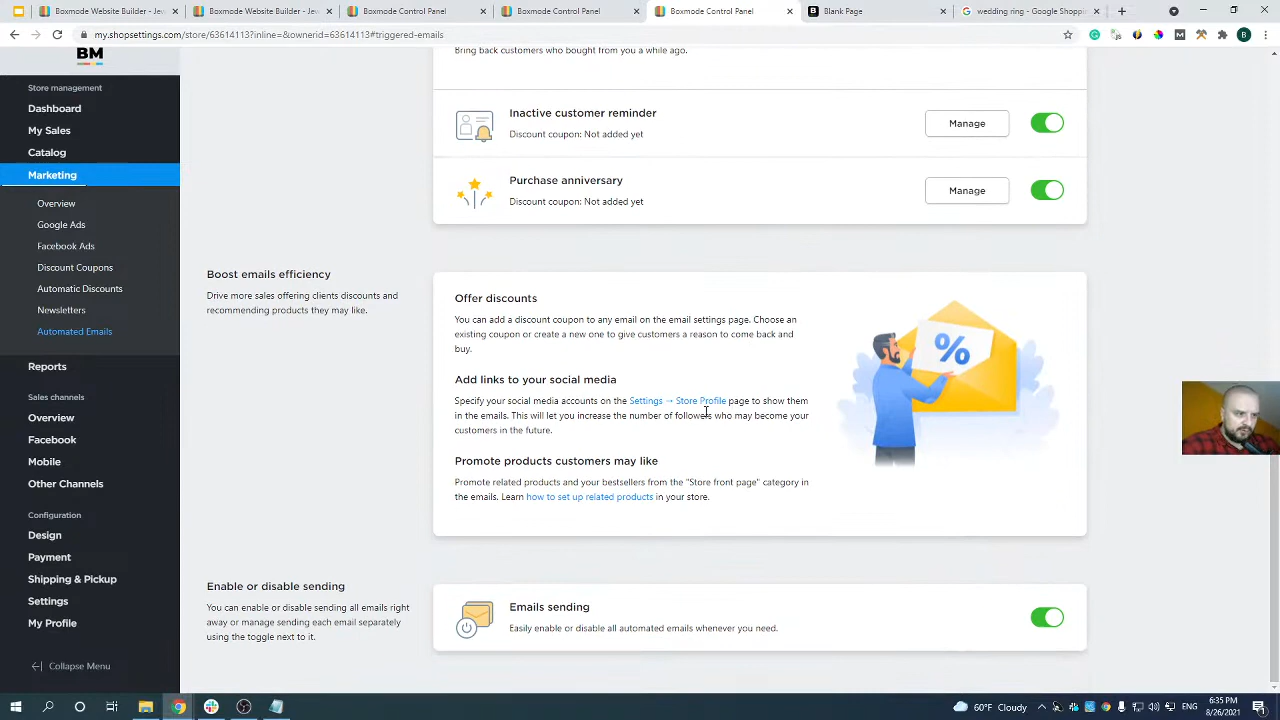 Boxmode Website Builder - Jew
Boxmode Website Builder - Jew
Boxmode Control Panel
Boxmode Control Panel
Boxmode Control Panel
Blank Page
wedding ring - Google Shoppin
my.shopsettings.com/store/63614113?inline=&ownerid=63614113#triggered-emails
B
BM
Store management
Dashboard
My Sales
Catalog
Marketing
Overview
Google Ads
Facebook Ads
Discount Coupons
Automatic Discounts
Newsletters
Automated Emails
Reports
Sales channels
Overview
Website
Mobile
Other Channels
Configuration
Design
Payment
Shipping & Pickup
Settings
My Profile
Collapse Menu
Bring back customers who bought from you a while ago.
Inactive customer reminder
Discount coupon: Not added yet
Manage
Purchase anniversary
Discount coupon: Not added yet
Manage
Boost emails efficiency
Drive more sales offering clients discounts and
recommending products they may like.
Offer discounts
You can add a discount coupon to any email on the email settings page. Choose an
existing coupon or create a new one to give customers a reason to come back and
buy.
Add links to your social media
Specify your social media accounts on the Settings → Store Profile page to show them
in the emails. This will let you increase the number of followers who may become your
customers in the future.
Promote products customers may like
Promote related products and your bestsellers from the "Store front page" category in
the emails. Learn how to set up related products in your store.
%
Enable or disable sending
You can enable or disable sending all emails right
away or manage sending each email separately
using the toggle next to it.
Emails sending
Easily enable or disable all automated emails whenever you need.
60°F Cloudy
6:35 PM
8/26/2021